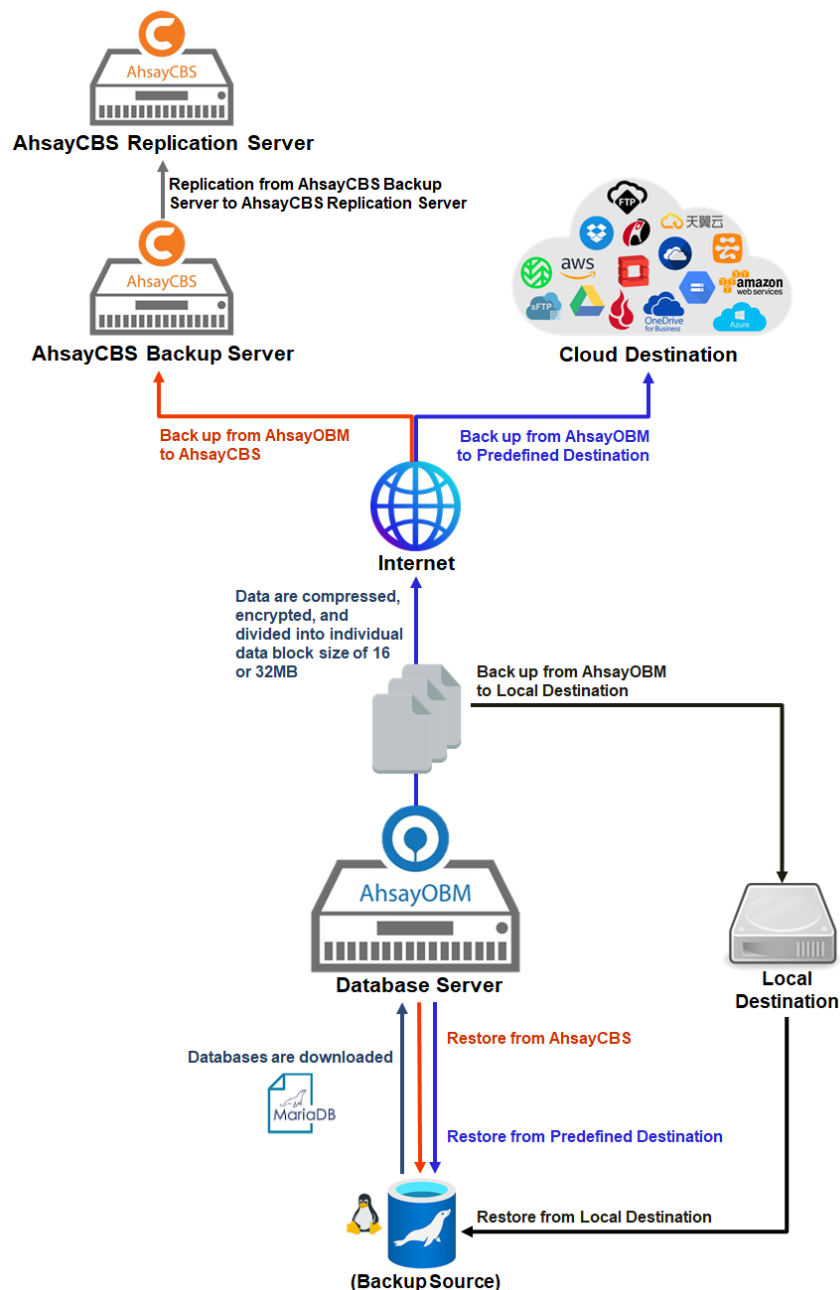 AhsayCBS
AhsayCBS Replication Server
Replication from AhsayCBS Backup
Server to AhsayCBS Replication Server
AhsayCBS
AhsayCBS Backup Server
FTP
天翼云
aws
amazon
web services
sFTP
OneDrive
for Business
Azure
Cloud Destination
Back up from AhsayOBM
to AhsayCBS
Back up from AhsayOBM
to Predefined Destination
Internet
Data are compressed,
encrypted, and
divided into individual
data block size of 16
or 32MB
Back up from AhsayOBM
to Local Destination
AhsayOBM
Database Server
Local
Destination
Restore from AhsayCBS
Databases are downloaded
MariaDB
Restore from Predefined Destination
Restore from Local Destination
(Backup Source)